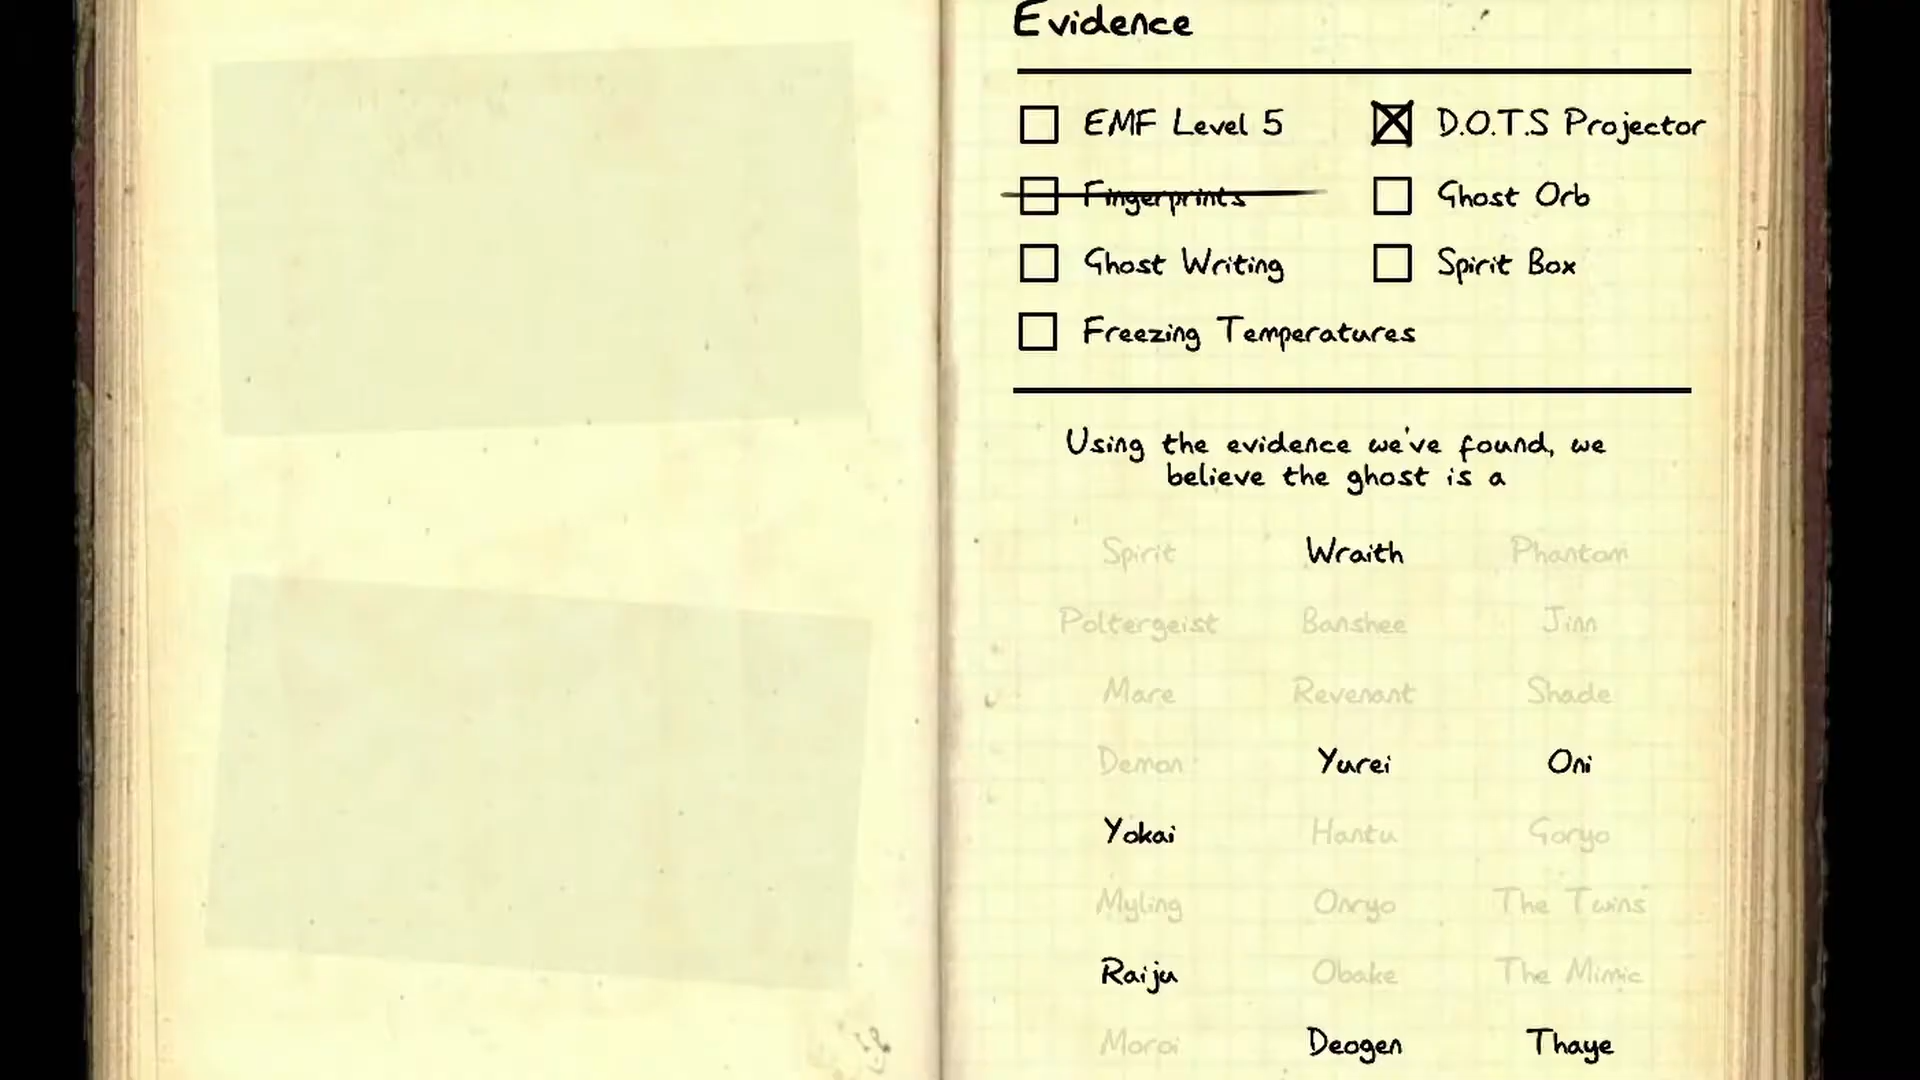 Evidence
EMF Level 5 D.O.T.S Projector
Fingerprints Ghost Orb
Ghost Writing Spirit Box
Freezing Temperatures
Using the evidence we've found, we
believe the ghost is a
Spirit Wraith Phantom
Poltergeist Banshee Jinn
Mare Revenant Shade
Demon Yurei Oni
Yokai Hantu Goryo
Myling Onryo The Twins
Raiju Obake The Mimic
Moroi Deogen Thaye